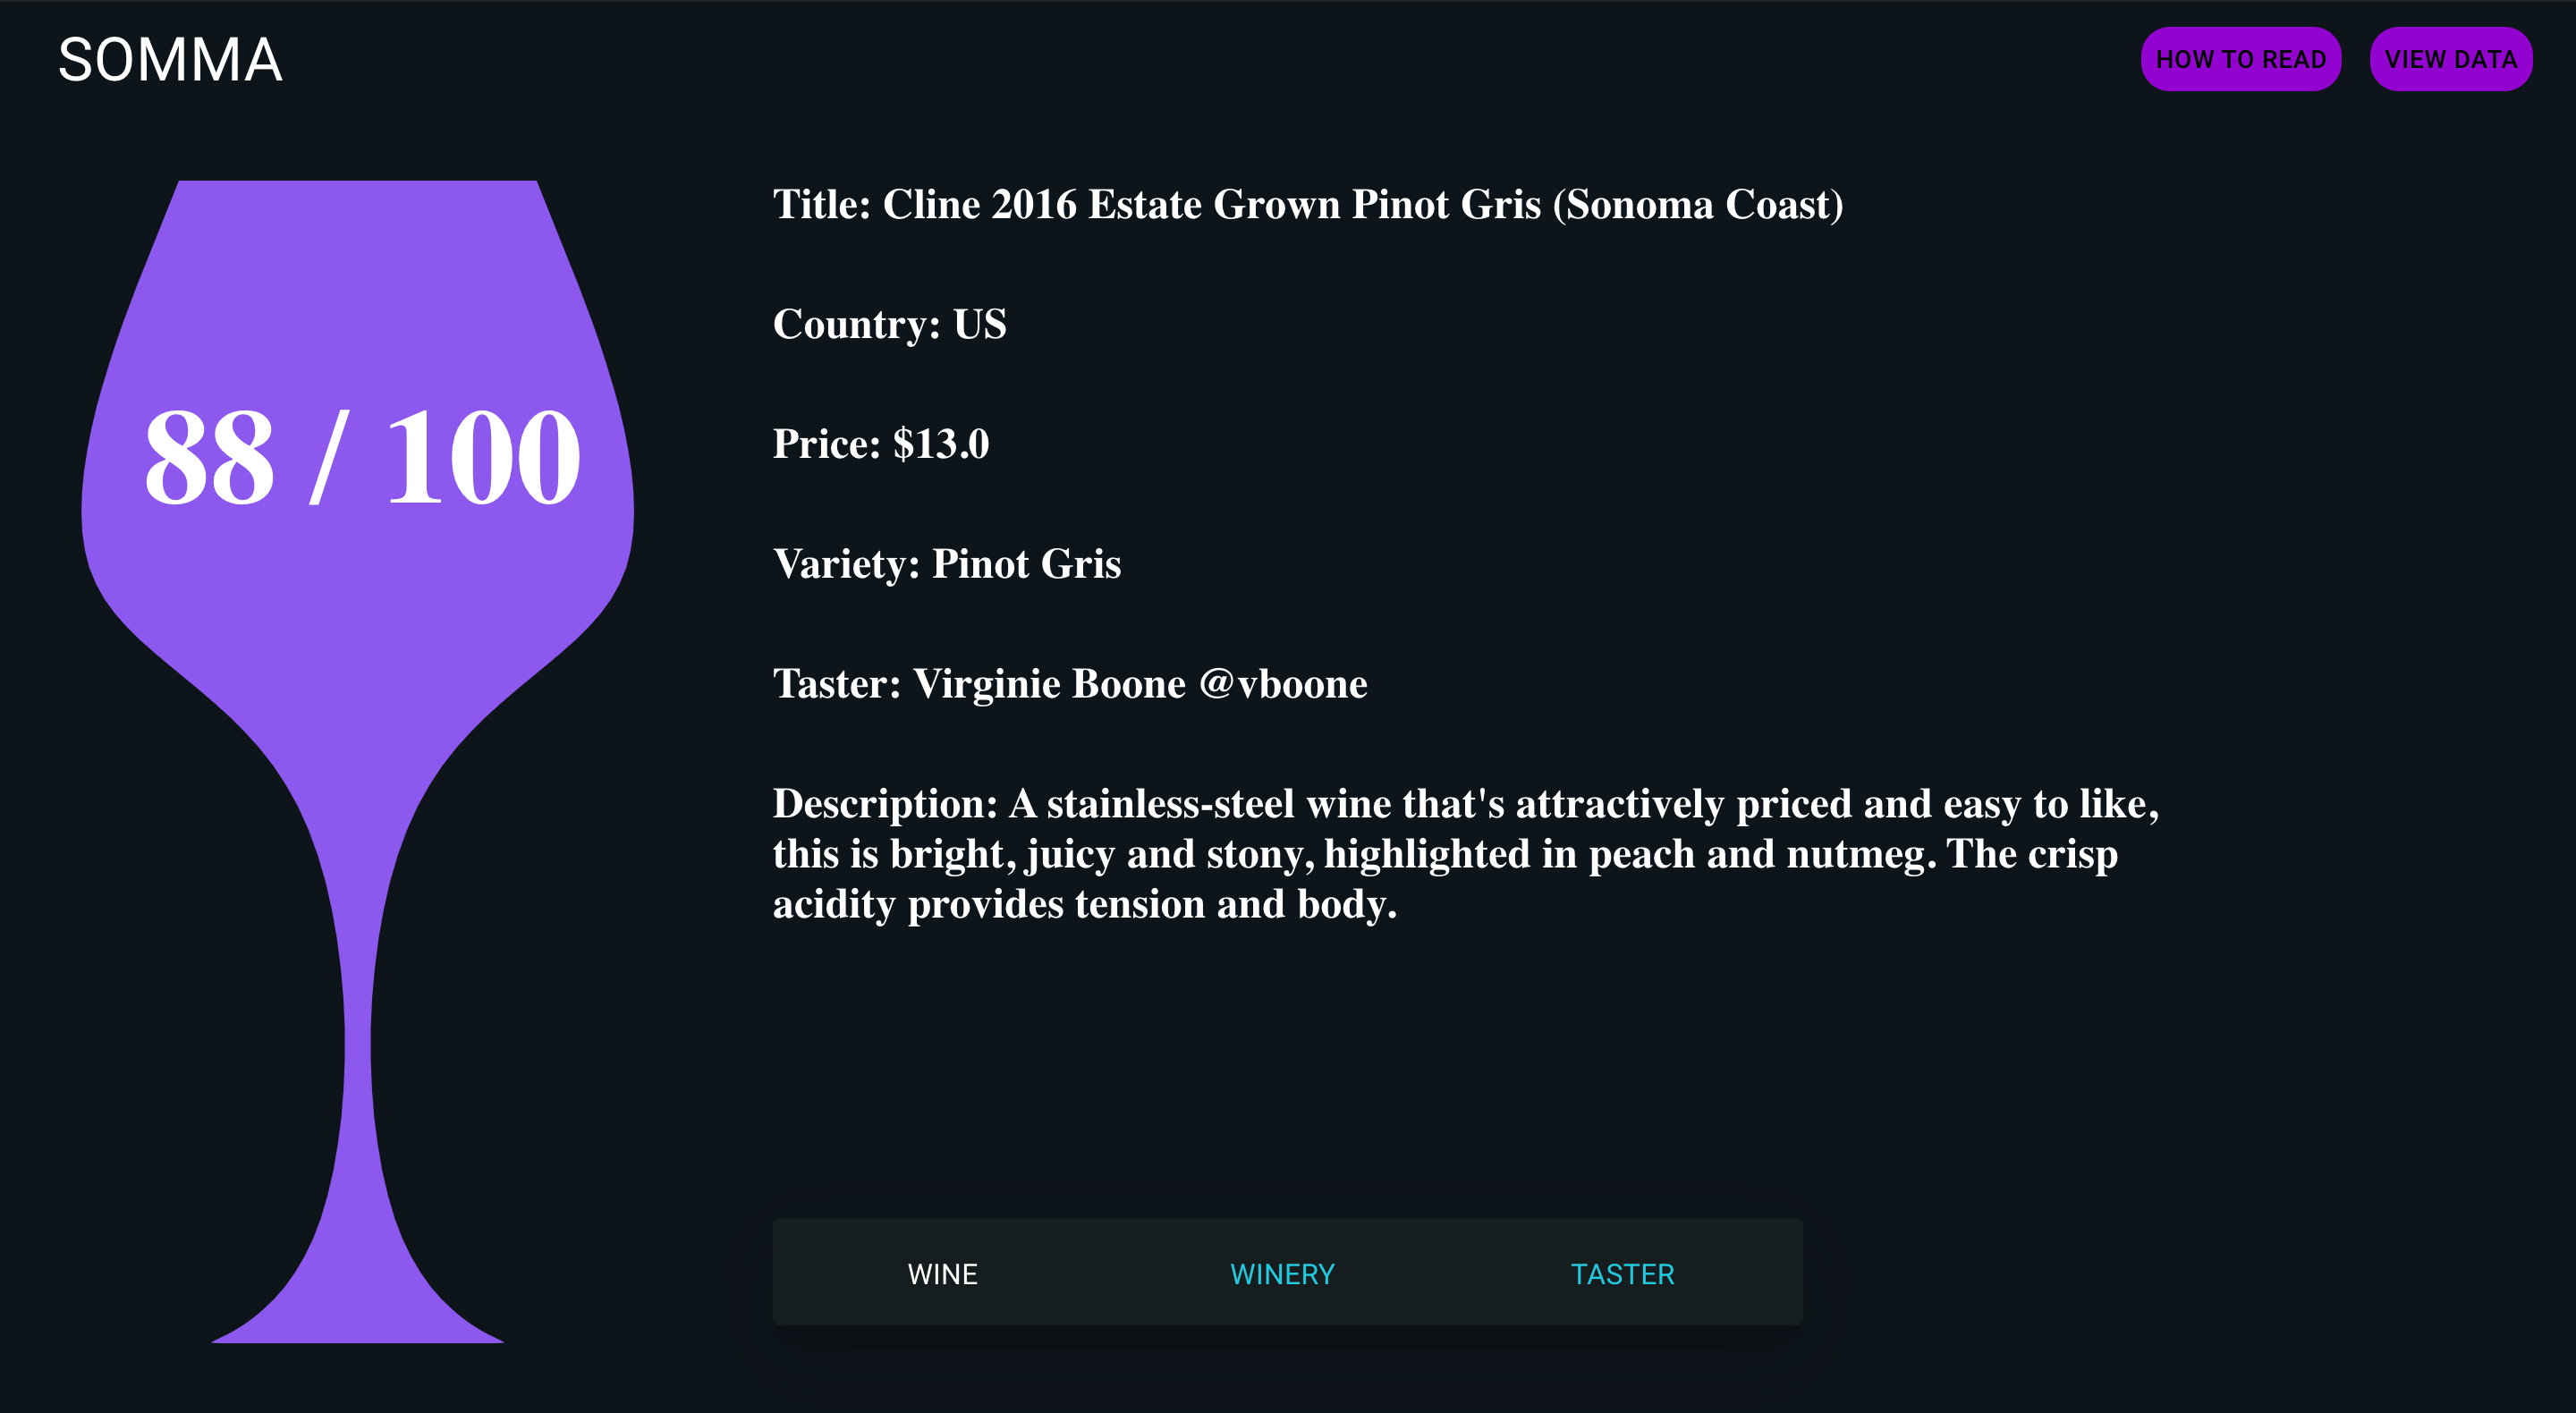 SOMMA
HOW TO READ
VIEW DATA
88 / 100
Title: Cline 2016 Estate Grown Pinot Gris (Sonoma Coast)
Country: US
Price: $13.0
Variety: Pinot Gris
Taster: Virginie Boone @vboone
Description: A stainless-steel wine that's attractively priced and easy to like,
this is bright, juicy and stony, highlighted in peach and nutmeg. The crisp
acidity provides tension and body.
WINE
WINERY
TASTER